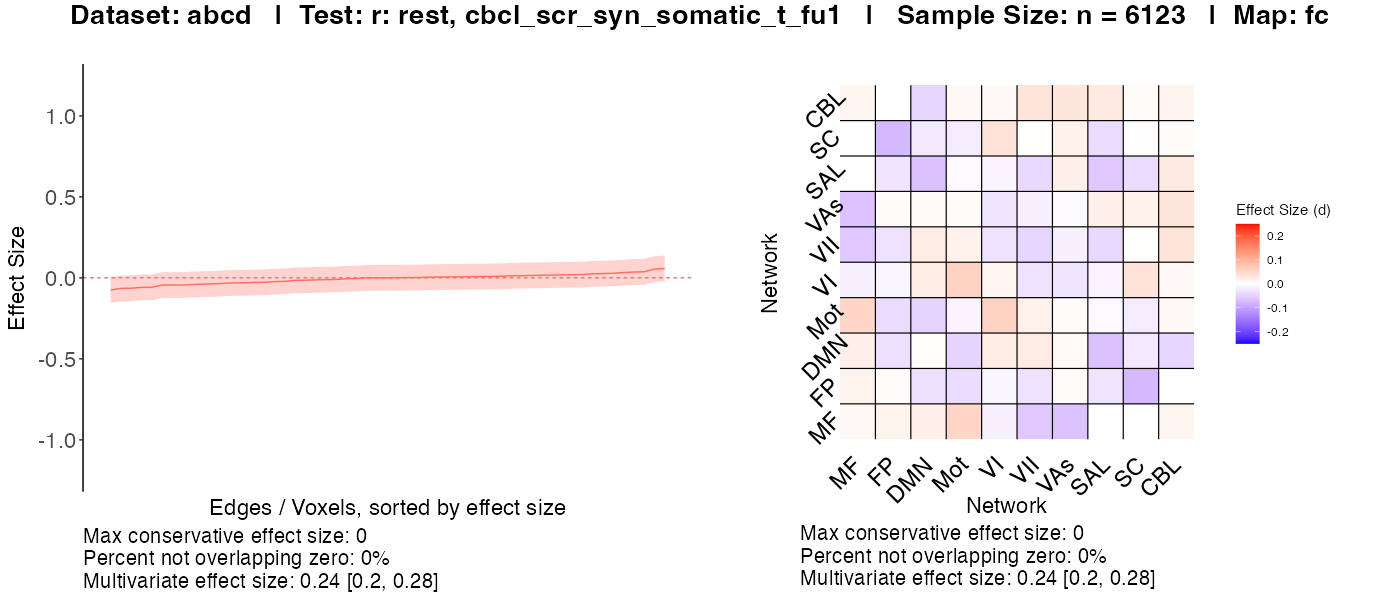 Dataset: abcd | Test: r: rest, cbcl_scr_syn_somatic_t_fu1 | Sample Size: n = 6123 | Map: fc
Effect Size
1.0
0.5
0.0
-0.5
-1.0
Edges / Voxels, sorted by effect size
Max conservative effect size: 0
Percent not overlapping zero: 0%
Multivariate effect size: 0.24 [0.2, 0.28]
Network
CBL
SC
SAL
VAs
VII
VI
Mot
DMN
FP
MF
MF FP DMN Mot VI VII VAs SAL SC CBL
Network
Max conservative effect size: 0
Percent not overlapping zero: 0%
Multivariate effect size: 0.24 [0.2, 0.28]
Effect Size (d)
0.2
0.1
0.0
-0.1
-0.2